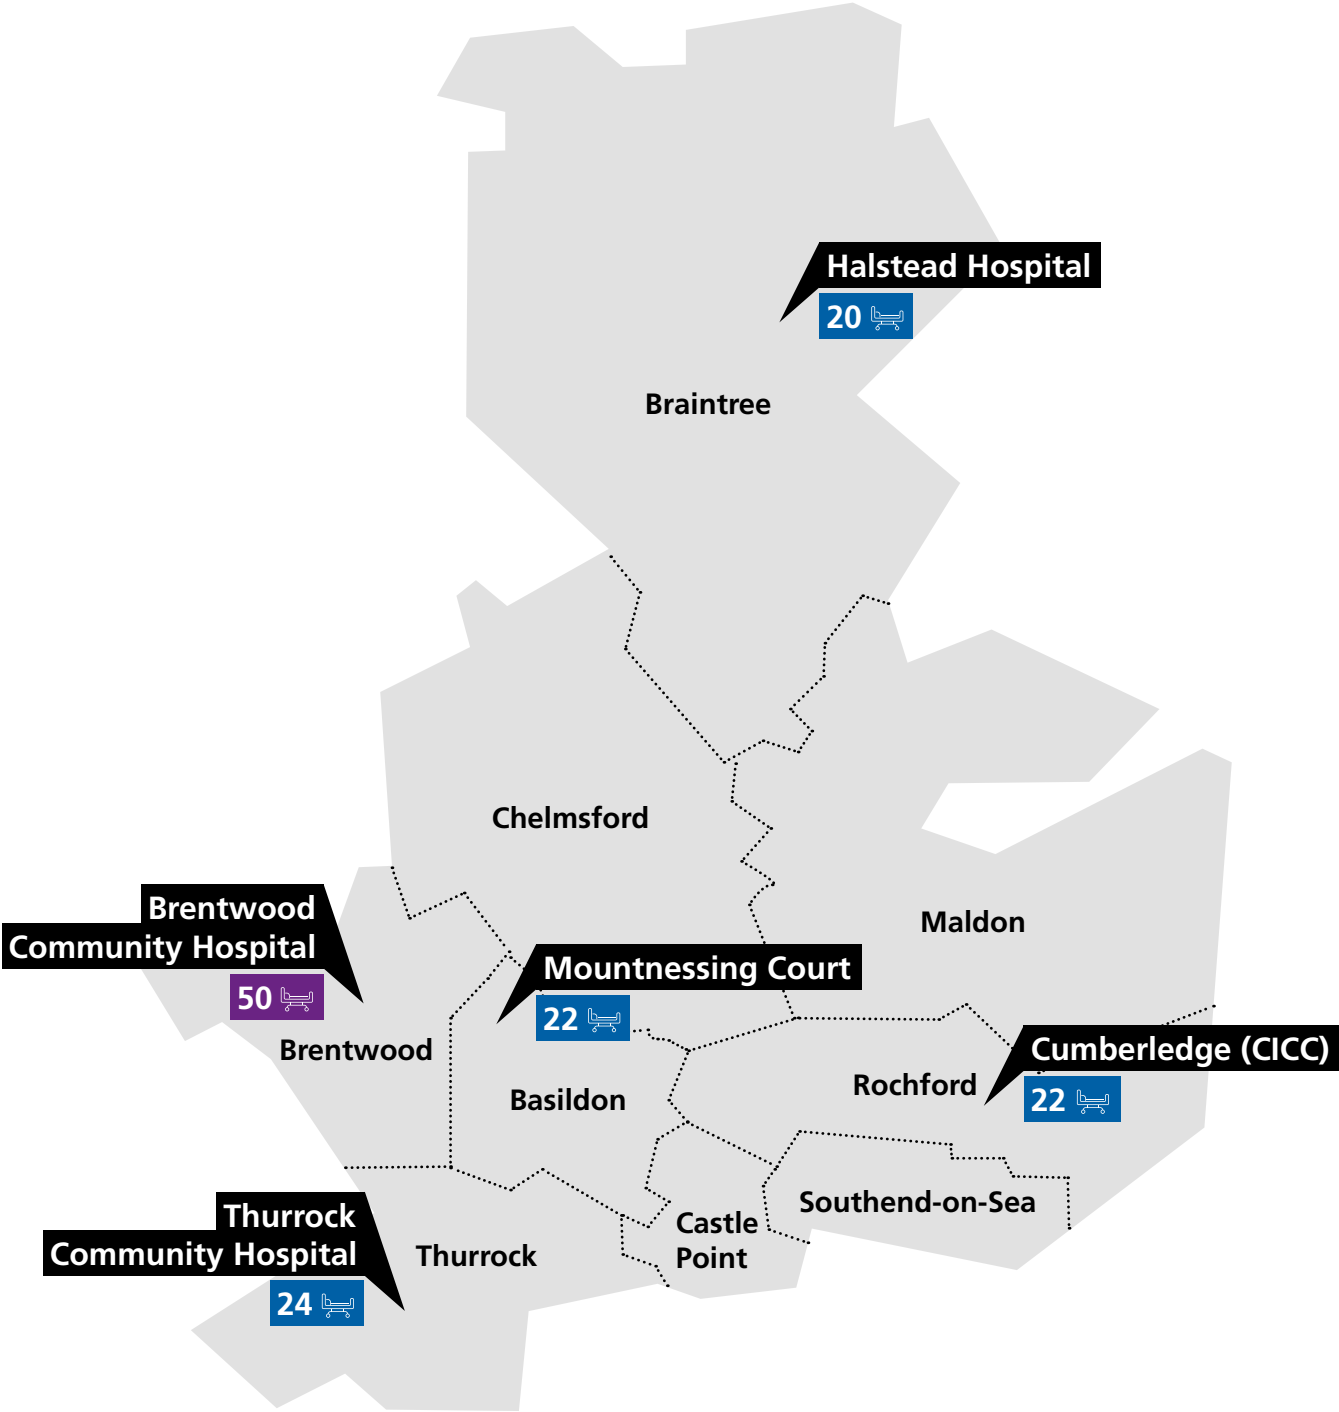 Halstead Hospital
20
Braintree
Chelmsford
Brentwood
Community Hospital
50
Maldon
Mountnessing Court
22
Brentwood
Cumberledge (CICC)
22
Rochford
Basildon
Southend-on-Sea
Thurrock
Community Hospital
24
Castle
Point
Thurrock